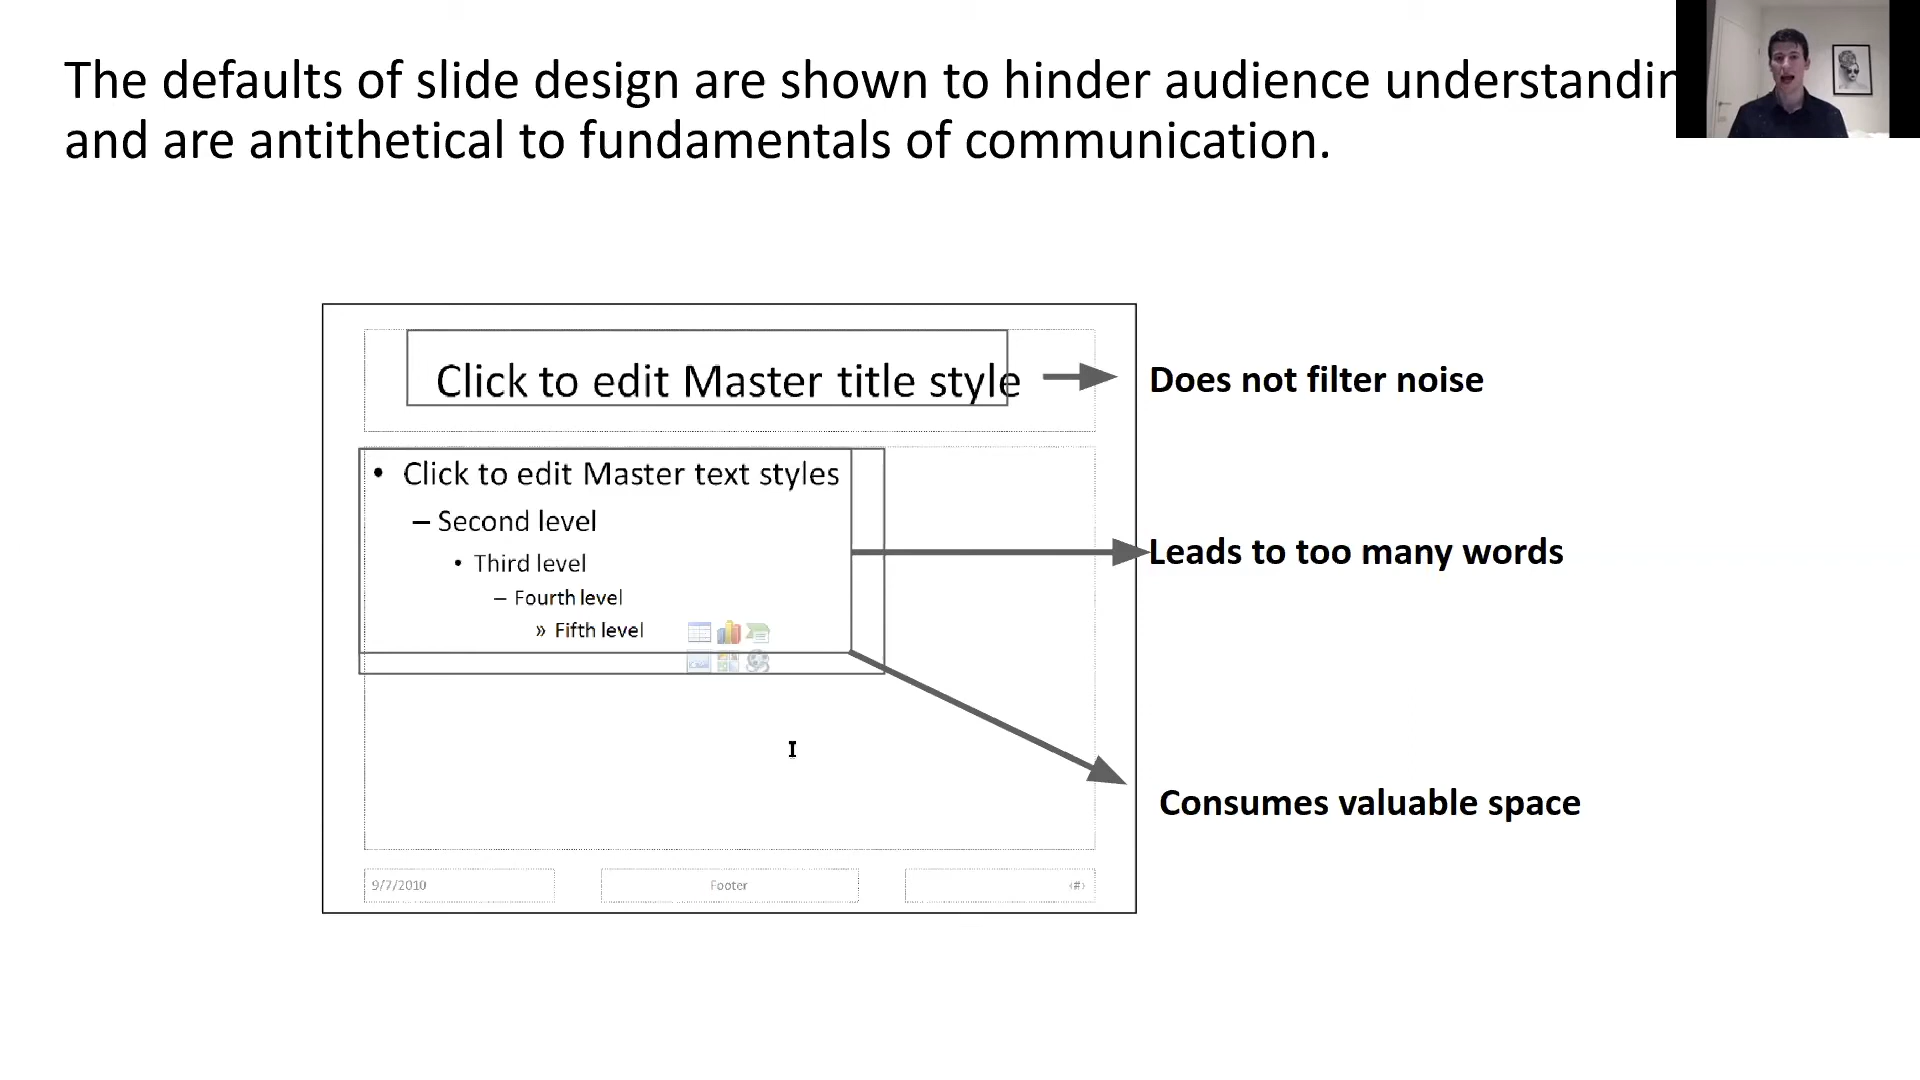 The defaults of slide design are shown to hinder audience understandin
and are antithetical to fundamentals of communication.
Click to edit Master title style
Does not filter noise
• Click to edit Master text styles
– Second level
• Third level
– Fourth level
» Fifth level
Leads to too many words
Consumes valuable space
9/7/2010
Footer
‹#›